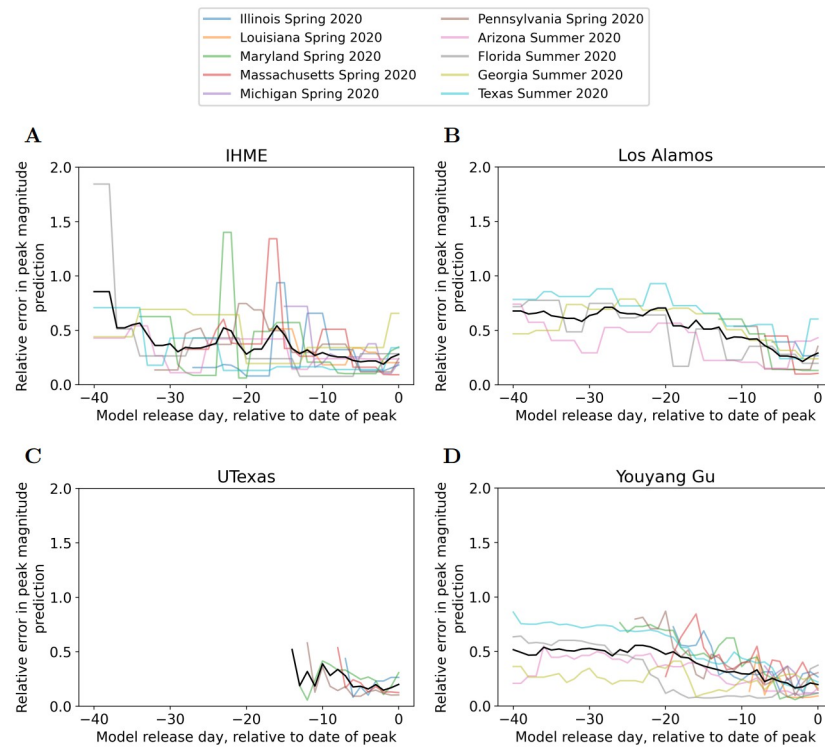 Illinois Spring 2020
Louisiana Spring 2020
Maryland Spring 2020
Massachusetts Spring 2020
Michigan Spring 2020
Pennsylvania Spring 2020
Arizona Summer 2020
Florida Summer 2020
Georgia Summer 2020
Texas Summer 2020
A
IHME
Relative error in peak magnitude
prediction
2.0
1.5
1.0
0.5
0.0
−40
−30
−20
−10
0
Model release day, relative to date of peak
B
Los Alamos
Relative error in peak magnitude
prediction
2.0
1.5
1.0
0.5
0.0
−40
−30
−20
−10
0
Model release day, relative to date of peak
C
UTexas
Relative error in peak magnitude
prediction
2.0
1.5
1.0
0.5
0.0
−40
−30
−20
−10
0
Model release day, relative to date of peak
D
Youyang Gu
Relative error in peak magnitude
prediction
2.0
1.5
1.0
0.5
0.0
−40
−30
−20
−10
0
Model release day, relative to date of peak